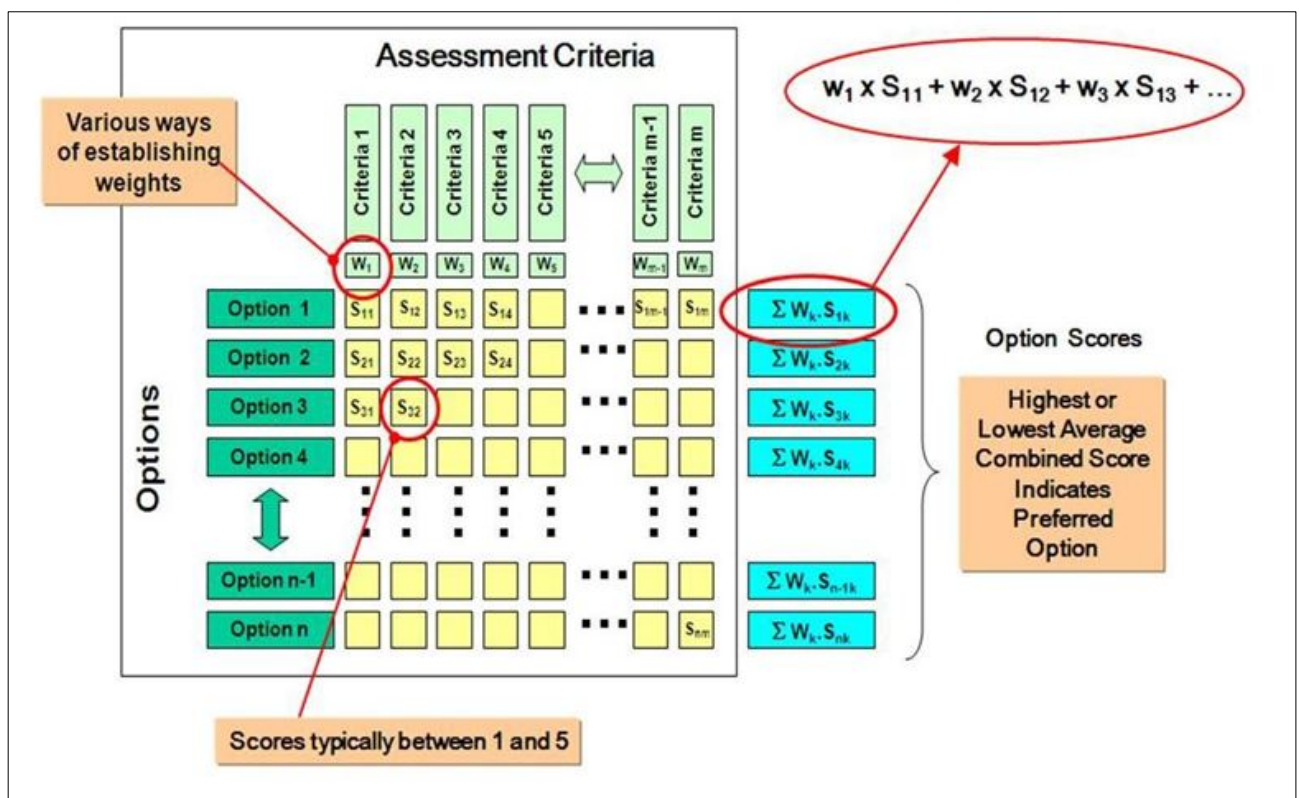 Assessment Criteria
w₁ x S₁₁ + w₂ x S₁₂ + w₃ x S₁₃ + ...
Various ways
of establishing
weights
Criteria 1
Criteria 2
Criteria 3
Criteria 4
Criteria 5
Criteria m-1
Criteria m
W₁ W₂ W₃ W₄ W₅ Wₘ₋₁ Wₘ
Options
Option 1 S₁₁ S₁₂ S₁₃ S₁₄ ... S₁ₘ₋₁ S₁ₘ Σ Wₖ.S₁ₖ
Option 2 S₂₁ S₂₂ S₂₃ S₂₄ ... Σ Wₖ.S₂ₖ
Option 3 S₃₁ S₃₂ ... Σ Wₖ.S₃ₖ
Option 4 ... Σ Wₖ.S₄ₖ
Option n-1 ... Σ Wₖ.Sₙ₋₁ₖ
Option n ... Sₙₘ Σ Wₖ.Sₙₖ
Option Scores
Highest or
Lowest Average
Combined Score
Indicates
Preferred
Option
Scores typically between 1 and 5